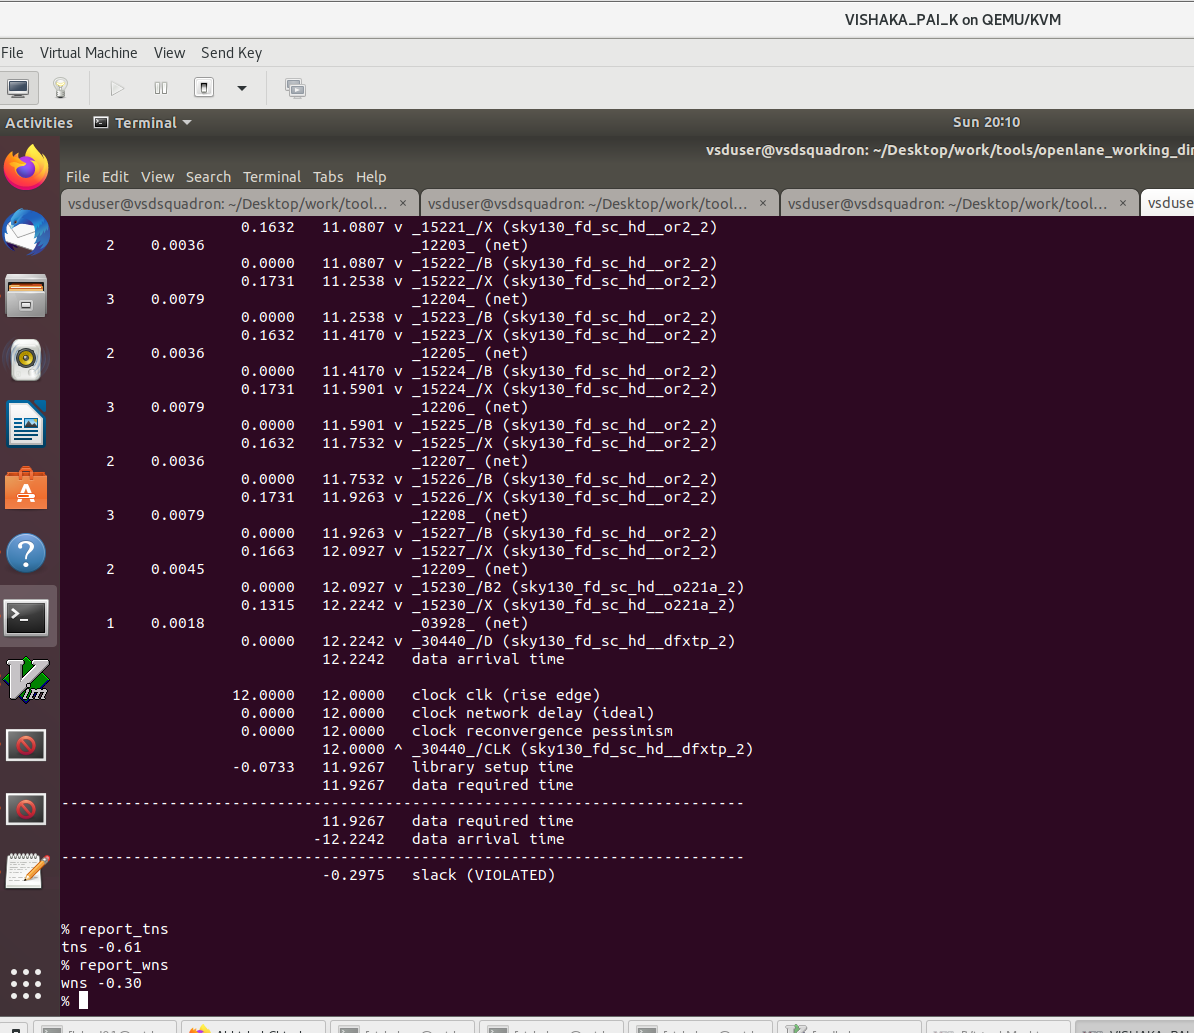 VISHAKA_PAI_K on QEMU/KVM
File Virtual Machine View Send Key
Activities Terminal Sun 20:10
vsduser@vsdsquadron: ~/Desktop/work/tools/openlane_working_dir
File Edit View Search Terminal Tabs Help
vsduser@vsdsquadron: ~/Desktop/work/tool... × vsduser@vsdsquadron: ~/Desktop/work/tool... × vsduser@vsdsquadron: ~/Desktop/work/tool... × vsduse
0.1632 11.0807 v _15221_/X (sky130_fd_sc_hd__or2_2)
2 0.0036 _12203_ (net)
0.0000 11.0807 v _15222_/B (sky130_fd_sc_hd__or2_2)
0.1731 11.2538 v _15222_/X (sky130_fd_sc_hd__or2_2)
3 0.0079 _12204_ (net)
0.0000 11.2538 v _15223_/B (sky130_fd_sc_hd__or2_2)
0.1632 11.4170 v _15223_/X (sky130_fd_sc_hd__or2_2)
2 0.0036 _12205_ (net)
0.0000 11.4170 v _15224_/B (sky130_fd_sc_hd__or2_2)
0.1731 11.5901 v _15224_/X (sky130_fd_sc_hd__or2_2)
3 0.0079 _12206_ (net)
0.0000 11.5901 v _15225_/B (sky130_fd_sc_hd__or2_2)
0.1632 11.7532 v _15225_/X (sky130_fd_sc_hd__or2_2)
2 0.0036 _12207_ (net)
0.0000 11.7532 v _15226_/B (sky130_fd_sc_hd__or2_2)
0.1731 11.9263 v _15226_/X (sky130_fd_sc_hd__or2_2)
3 0.0079 _12208_ (net)
0.0000 11.9263 v _15227_/B (sky130_fd_sc_hd__or2_2)
0.1663 12.0927 v _15227_/X (sky130_fd_sc_hd__or2_2)
2 0.0045 _12209_ (net)
0.0000 12.0927 v _15230_/B2 (sky130_fd_sc_hd__o221a_2)
0.1315 12.2242 v _15230_/X (sky130_fd_sc_hd__o221a_2)
1 0.0018 _03928_ (net)
0.0000 12.2242 v _30440_/D (sky130_fd_sc_hd__dfxtp_2)
12.2242 data arrival time
12.0000 12.0000 clock clk (rise edge)
0.0000 12.0000 clock network delay (ideal)
0.0000 12.0000 clock reconvergence pessimism
12.0000 ^ _30440_/CLK (sky130_fd_sc_hd__dfxtp_2)
-0.0733 11.9267 library setup time
11.9267 data required time
---------------------------------------------------------------------------
11.9267 data required time
-12.2242 data arrival time
---------------------------------------------------------------------------
-0.2975 slack (VIOLATED)
% report_tns
tns -0.61
% report_wns
wns -0.30
%